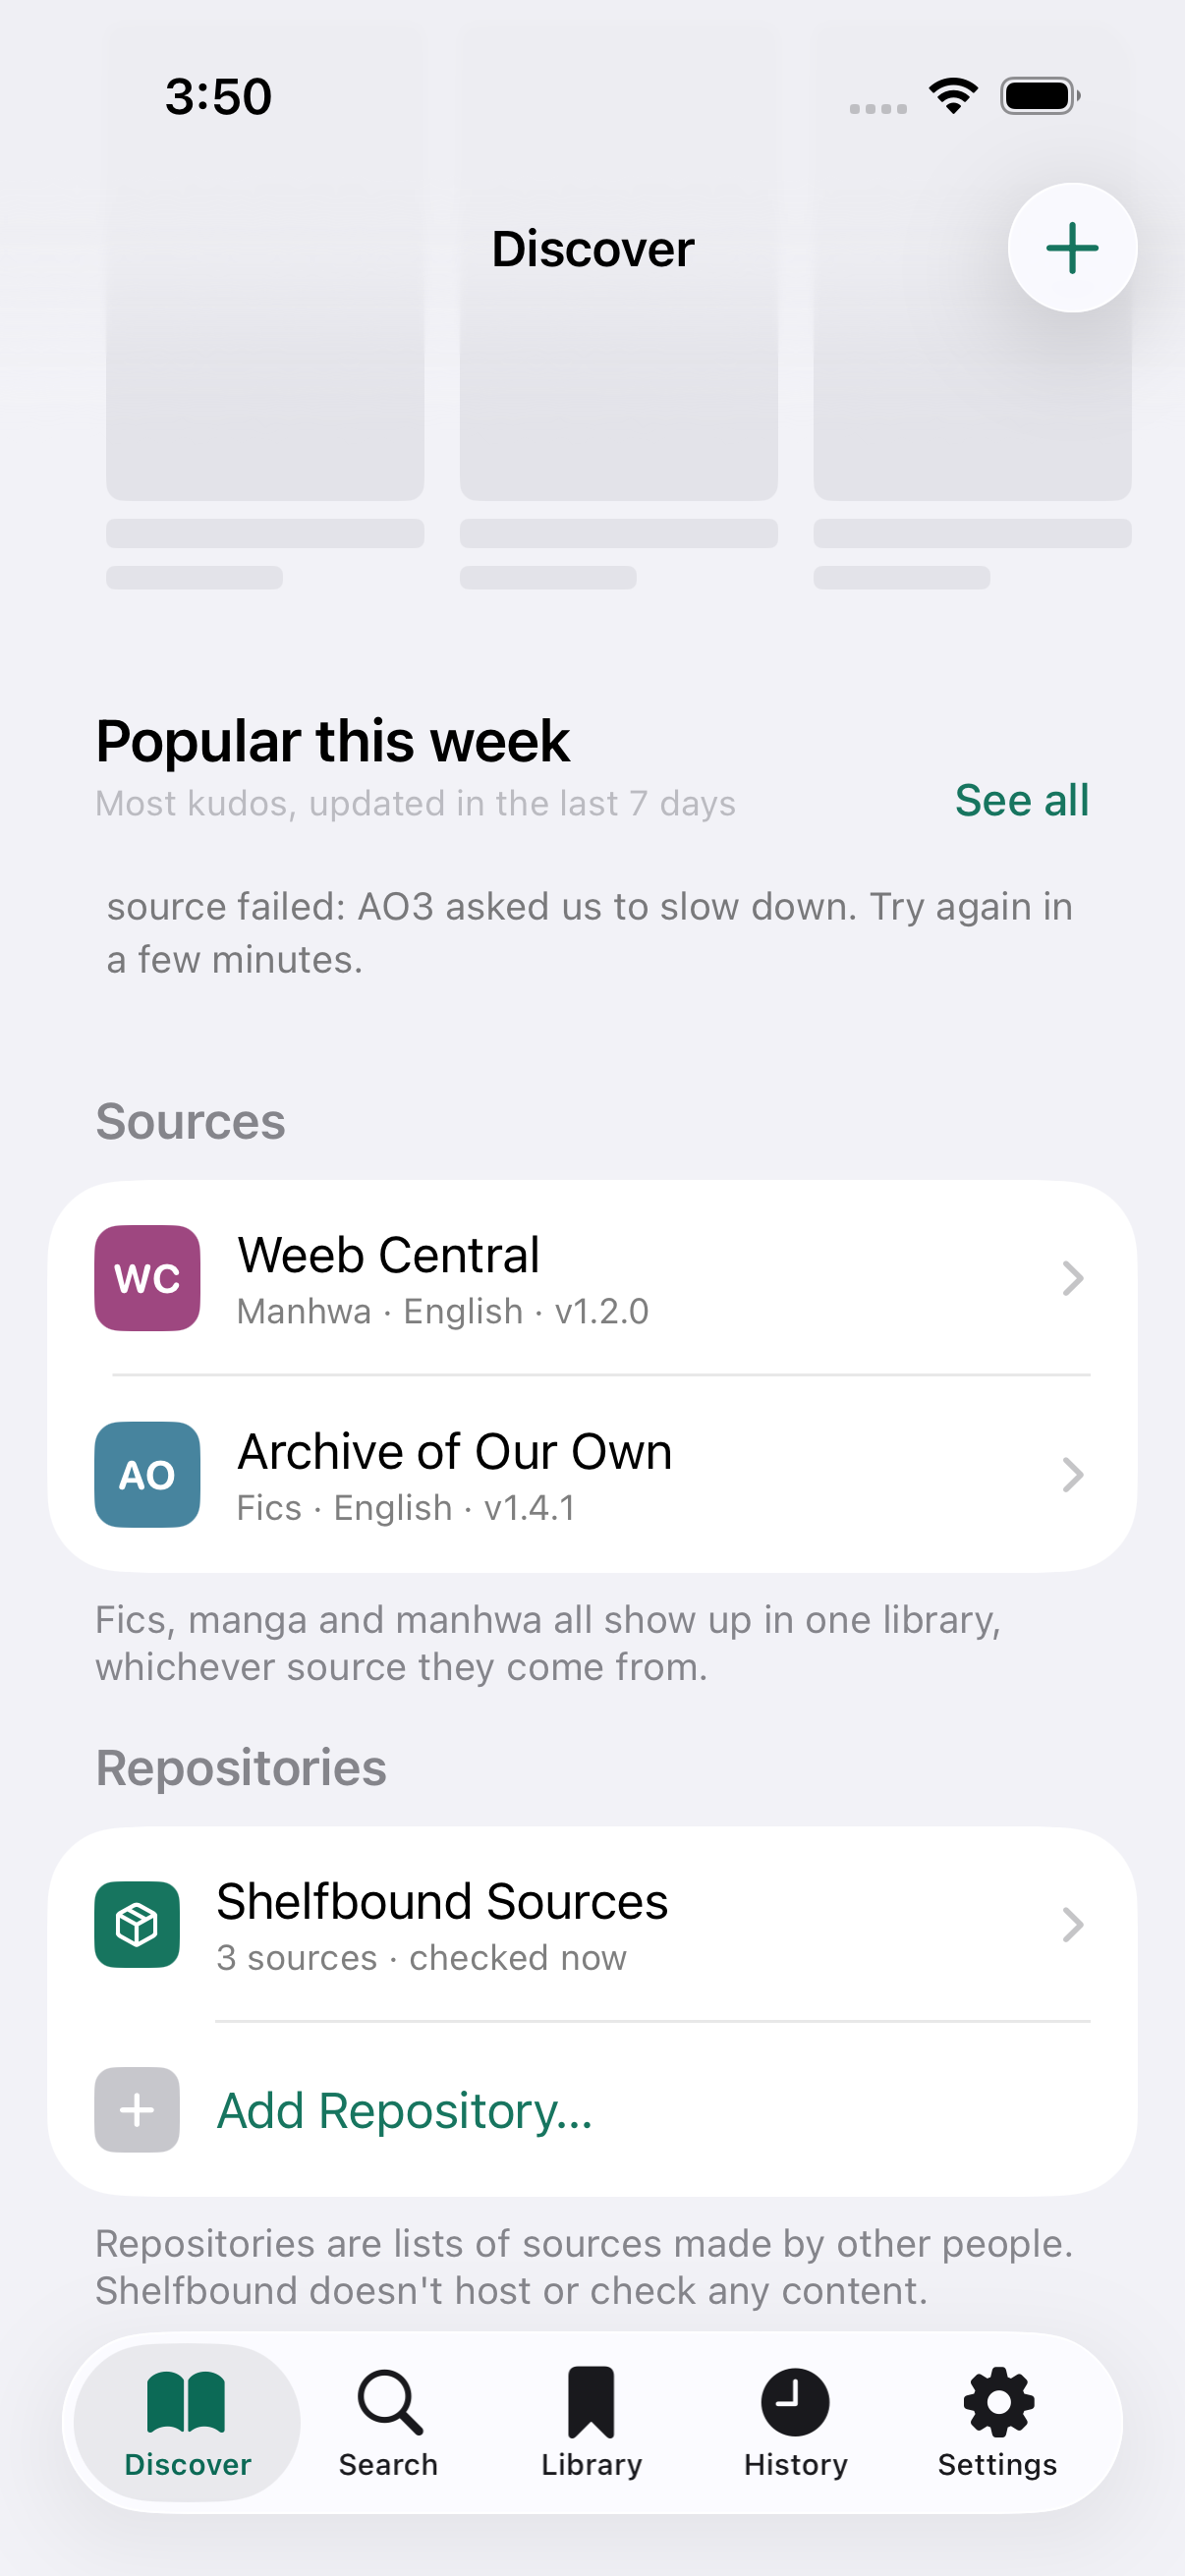 3:50
Discover
Popular this week
Most kudos, updated in the last 7 days
See all
source failed: AO3 asked us to slow down. Try again in
a few minutes.
Sources
WC
Weeb Central
Manhwa · English · v1.2.0
AO
Archive of Our Own
Fics · English · v1.4.1
Fics, manga and manhwa all show up in one library,
whichever source they come from.
Repositories
Shelfbound Sources
3 sources · checked now
Add Repository...
Repositories are lists of sources made by other people.
Shelfbound doesn't host or check any content.
Discover
Search
Library
History
Settings